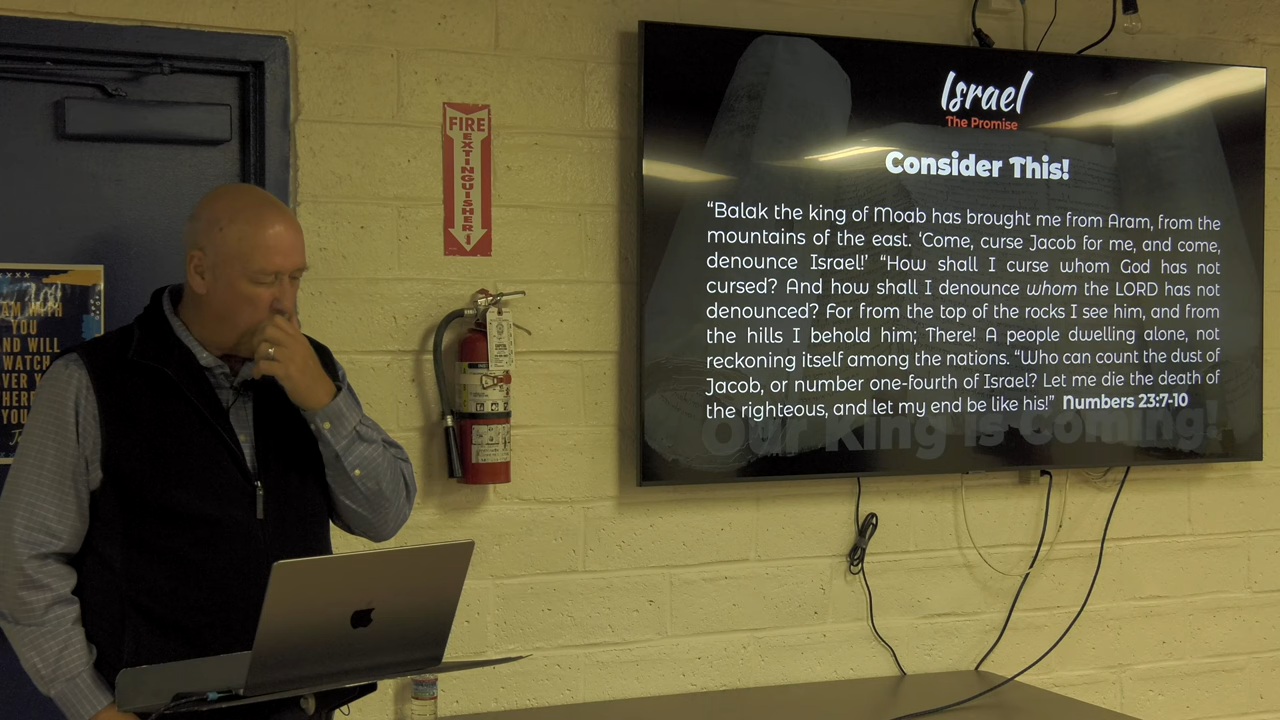 FIRE
EXTINGUISHER
AM WITH
YOU
ND WILL
WATCH
VER Y
HERE
YOU
Israel
The Promise
Consider This!
“Balak the king of Moab has brought me from Aram, from the
mountains of the east. ‘Come, curse Jacob for me, and come,
denounce Israel!’ “How shall I curse whom God has not
cursed? And how shall I denounce whom the LORD has not
denounced? For from the top of the rocks I see him, and from
the hills I behold him; There! A people dwelling alone, not
reckoning itself among the nations. “Who can count the dust of
Jacob, or number one-fourth of Israel? Let me die the death of
the righteous, and let my end be like his!” Numbers 23:7-10
Our King is Coming!